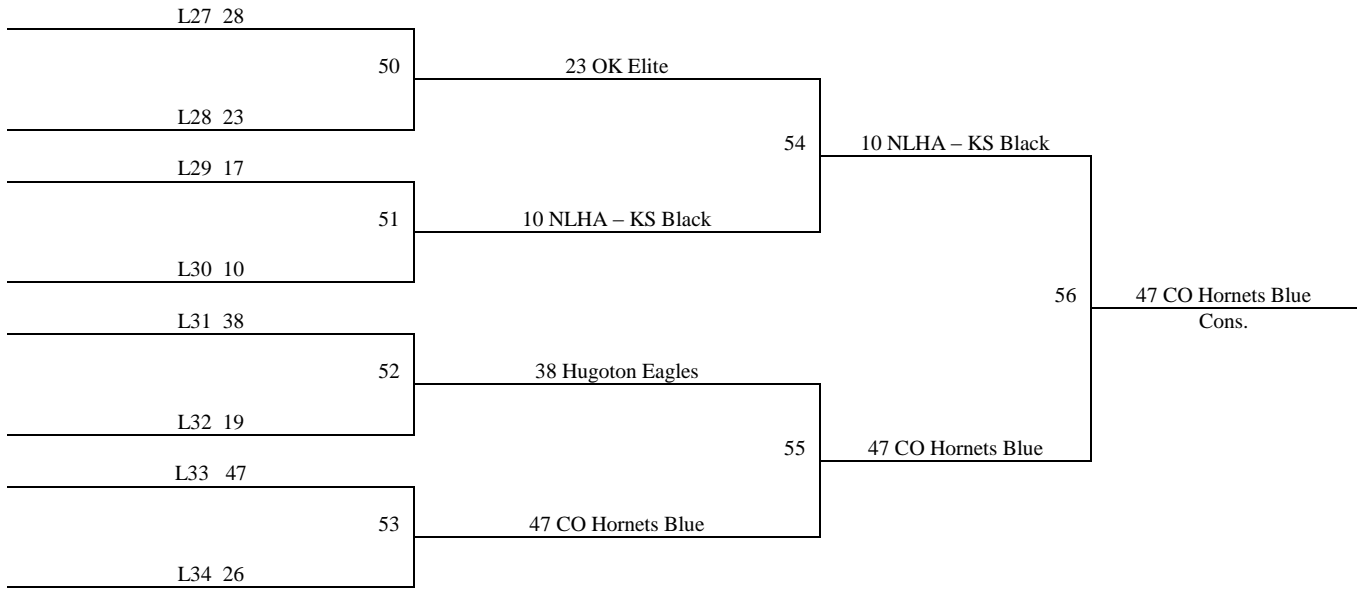 L27 28
50
23 OK Elite
L28 23
54
10 NLHA – KS Black
L29 17
51
10 NLHA – KS Black
L30 10
56
47 CO Hornets Blue
Cons.
L31 38
52
38 Hugoton Eagles
L32 19
55
47 CO Hornets Blue
L33 47
53
47 CO Hornets Blue
L34 26